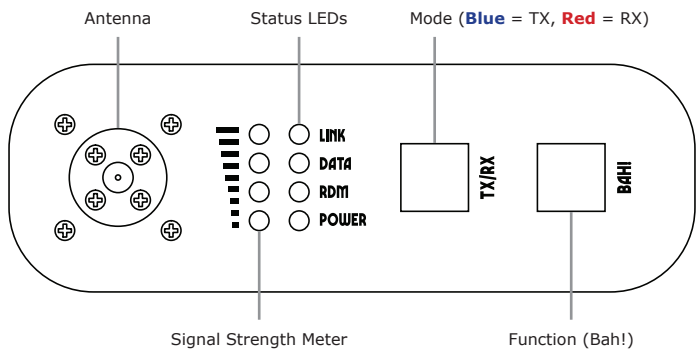 Antenna
Status LEDs
Mode (Blue = TX, Red = RX)
LINK
DATA
RDM
POWER
TX/RX
BAH!
Signal Strength Meter
Function (Bah!)